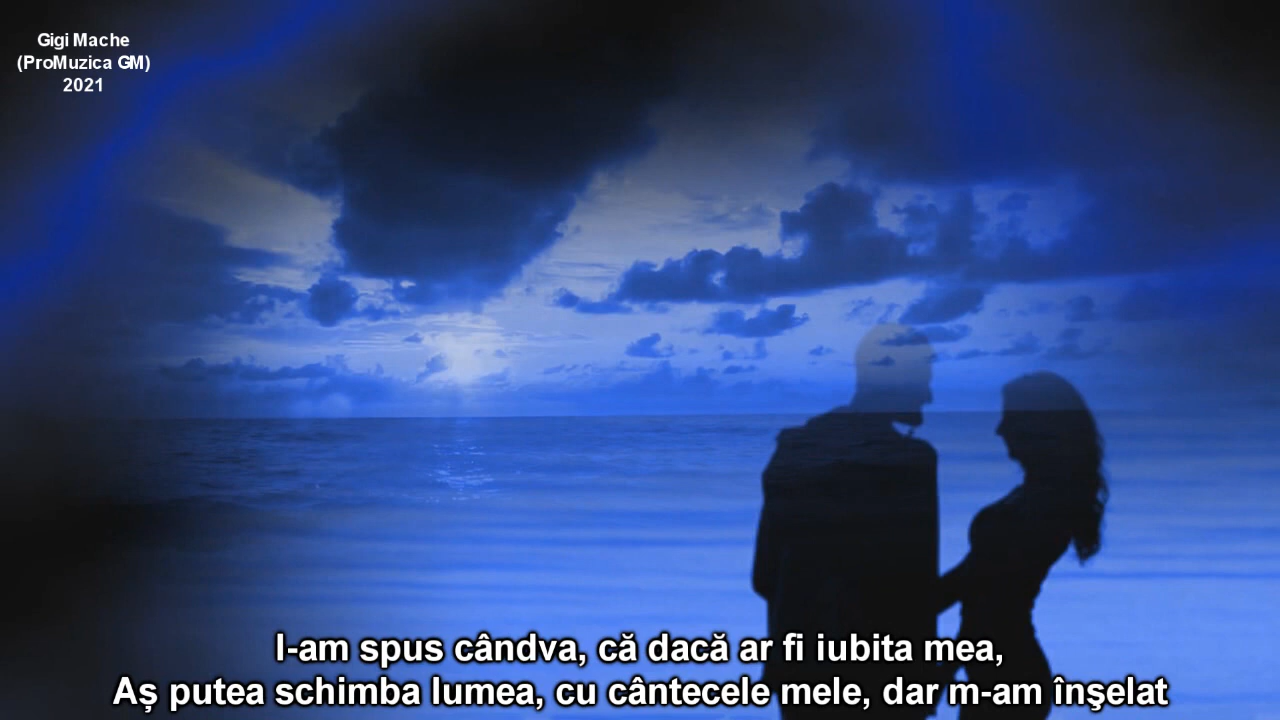 Gigi Mache
(ProMuzica GM)
2021
I-am spus cândva, că dacă ar fi iubita mea,
Aș putea schimba lumea, cu cântecele mele, dar m-am înşelat